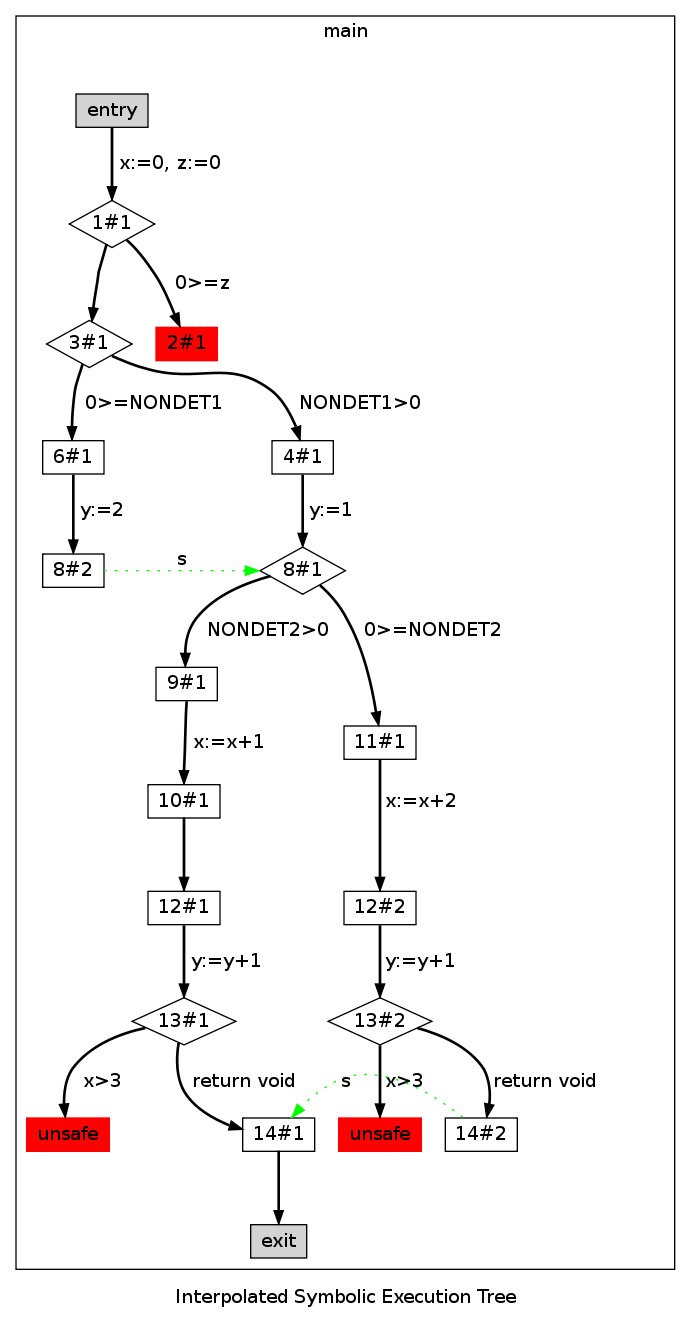 main
entry
x:=0, z:=0
1#1
0>=z
3#1
2#1
0>=NONDET1
NONDET1>0
6#1
4#1
y:=2
y:=1
8#2
s
8#1
NONDET2>0
0>=NONDET2
9#1
11#1
x:=x+1
10#1
x:=x+2
12#1
12#2
y:=y+1
y:=y+1
13#1
13#2
x>3
return void
s
x>3
return void
unsafe
14#1
unsafe
14#2
exit
Interpolated Symbolic Execution Tree